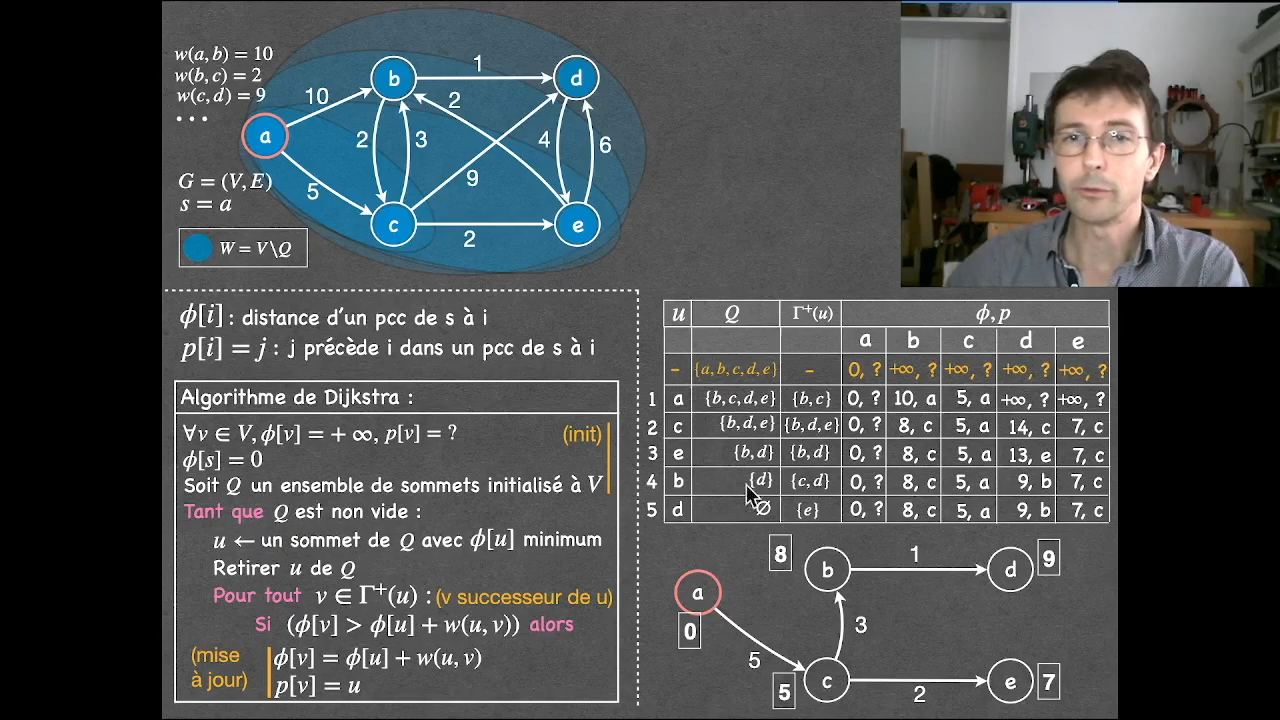 w(a, b) = 10
w(b, c) = 2
w(c, d) = 9
• • •
G = (V, E)
s = a
W = V\Q
a
b
c
d
e
10
5
2
3
1
2
9
2
4
6
ϕ[i] : distance d'un pcc de s à i
p[i] = j : j précède i dans un pcc de s à i
Algorithme de Dijkstra :
∀v ∈ V, ϕ[v] = + ∞, p[v] = ? (init)
ϕ[s] = 0
Soit Q un ensemble de sommets initialisé à V
Tant que Q est non vide :
u ← un sommet de Q avec ϕ[u] minimum
Retirer u de Q
Pour tout v ∈ Γ⁺(u) : (v successeur de u)
Si (ϕ[v] > ϕ[u] + w(u, v)) alors
(mise à jour)
ϕ[v] = ϕ[u] + w(u, v)
p[v] = u
u Q Γ⁺(u) ϕ, p
a b c d e
- {a, b, c, d, e} - 0, ? +∞, ? +∞, ? +∞, ? +∞, ?
1 a {b, c, d, e} {b, c} 0, ? 10, a 5, a +∞, ? +∞, ?
2 c {b, d, e} {b, d, e} 0, ? 8, c 5, a 14, c 7, c
3 e {b, d} {b, d} 0, ? 8, c 5, a 13, e 7, c
4 b {d} {c, d} 0, ? 8, c 5, a 9, b 7, c
5 d ∅ {e} 0, ? 8, c 5, a 9, b 7, c
8 b 1 d 9
a
0
5
3
5 c 2 e 7